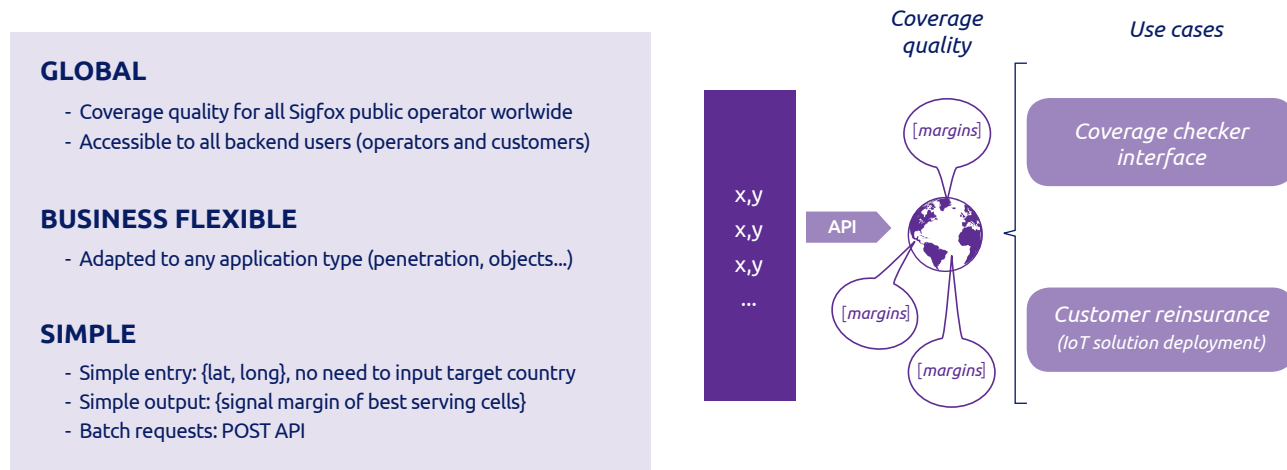 GLOBAL
- Coverage quality for all Sigfox public operator worlwide
- Accessible to all backend users (operators and customers)
BUSINESS FLEXIBLE
- Adapted to any application type (penetration, objects...)
SIMPLE
- Simple entry: {lat, long}, no need to input target country
- Simple output: {signal margin of best serving cells}
- Batch requests: POST API
x,y
x,y
x,y
...
API
Coverage
quality
[margins]
[margins]
[margins]
Use cases
Coverage checker
interface
Customer reinsurance
(IoT solution deployment)